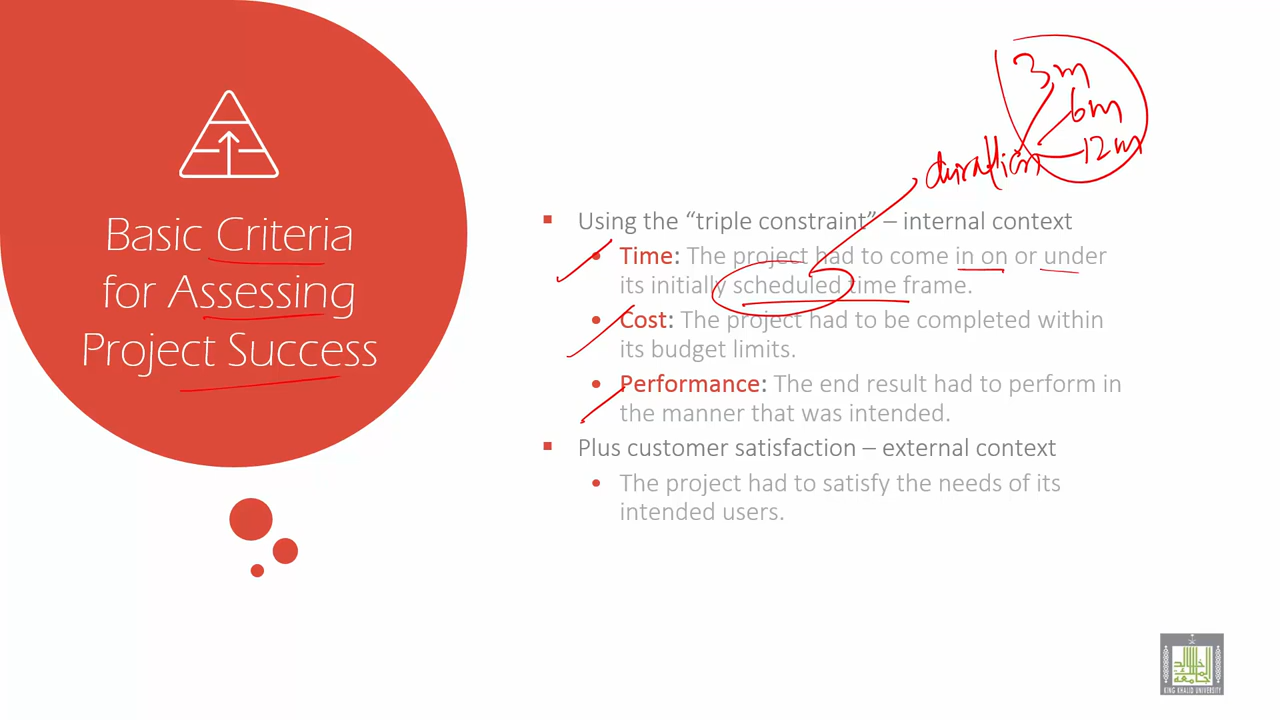 3m
6m
12m
duration
Basic Criteria
for Assessing
Project Success
Using the “triple constraint” – internal context
Time: The project had to come in on or under
its initially scheduled time frame.
Cost: The project had to be completed within
its budget limits.
Performance: The end result had to perform in
the manner that was intended.
Plus customer satisfaction – external context
The project had to satisfy the needs of its
intended users.
KING KHALID UNIVERSITY